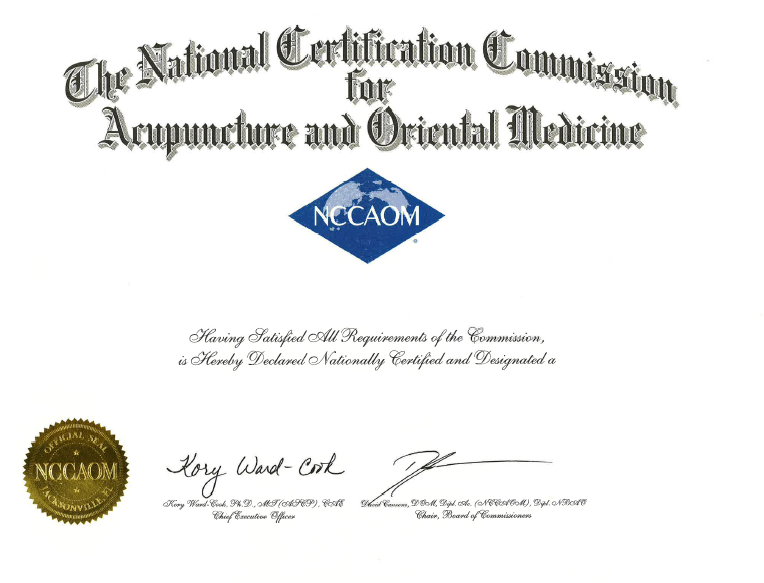 The National Certification Commission
for
Acupuncture and Oriental Medicine
NCCAOM
Having Satisfied All Requirements of the Commission,
is Hereby Declared Nationally Certified and Designated a
OFFICIAL SEAL
NCCAOM
JACKSONVILLE, FL
Kory Ward-Cook
Kory Ward-Cook, Ph.D., MT(ASCP), CAE
Chief Executive Officer
DOM, Dipl. Ac. (NCCAOM), Dipl.
Chair, Board of Commissioners